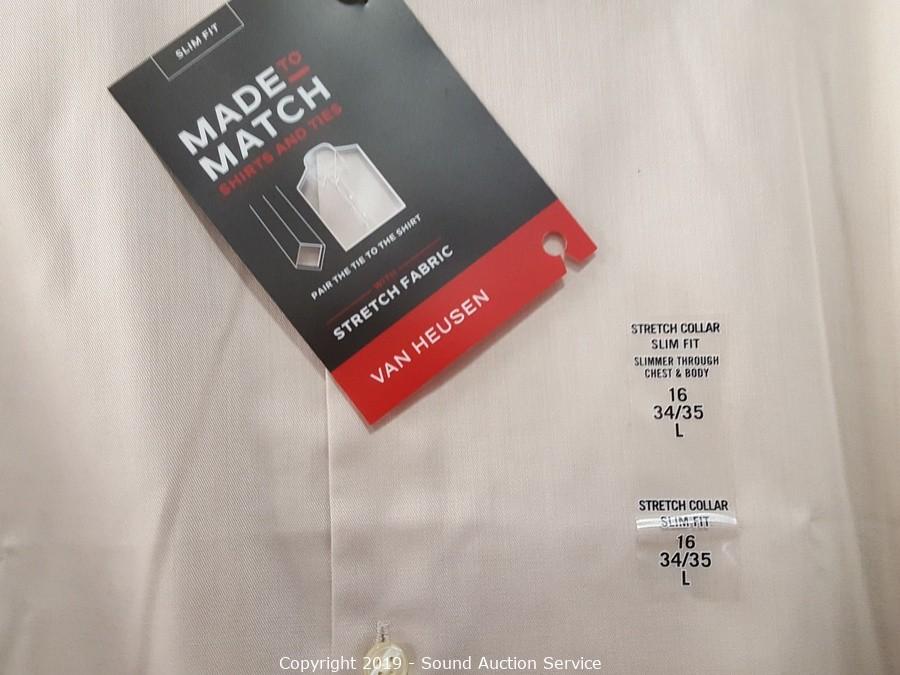 SLIM FIT
MADE TO
MATCH
SHIRTS AND TIES
PAIR THE TIE TO THE SHIRT
WITH
STRETCH FABRIC
VAN HEUSEN
STRETCH COLLAR
SLIM FIT
SLIMMER THROUGH
CHEST & BODY
16
34/35
L
STRETCH COLLAR
SLIM FIT
16
34/35
L
Copyright 2019 - Sound Auction Service